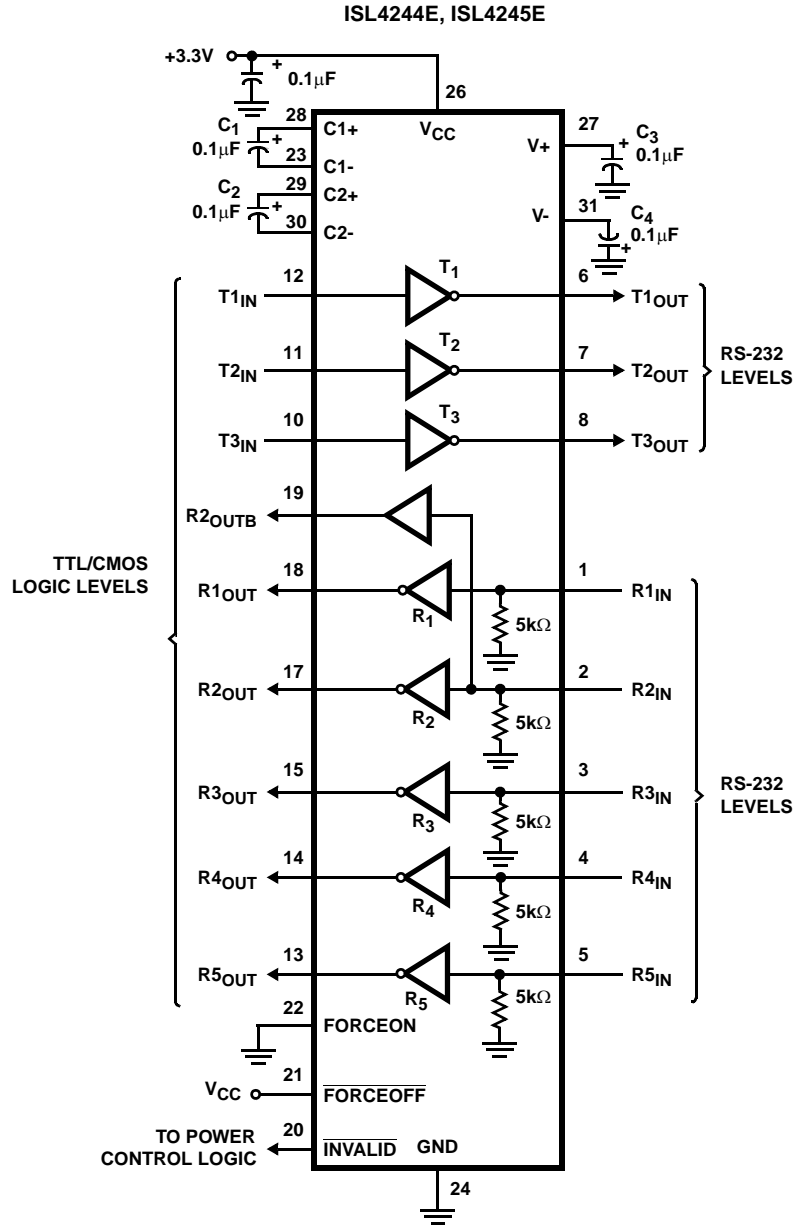 ISL4244E, ISL4245E
+3.3V
+
0.1µF
26
28
C1
0.1µF
+
C1+
VCC
27
V+
+
C3
0.1µF
23
C1-
29
C2
0.1µF
+
C2+
30
C2-
31
V-
C4
0.1µF
+
T1
12
T1IN
6
T1OUT
T2
11
T2IN
7
T2OUT
RS-232
LEVELS
T3
10
T3IN
8
T3OUT
19
R2OUTB
TTL/CMOS
LOGIC LEVELS
18
R1OUT
R1
5kΩ
1
R1IN
17
R2OUT
R2
5kΩ
2
R2IN
15
R3OUT
R3
5kΩ
3
R3IN
RS-232
LEVELS
14
R4OUT
R4
5kΩ
4
R4IN
13
R5OUT
R5
5kΩ
5
R5IN
22
FORCEON
21
VCC
FORCEOFF
20
TO POWER
CONTROL LOGIC
INVALID
GND
24